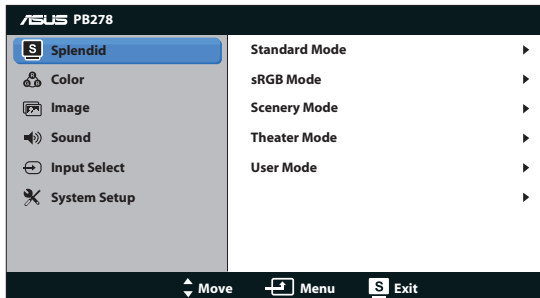 ASUS PB278
S Splendid
Color
Image
Sound
Input Select
System Setup
Standard Mode
sRGB Mode
Scenery Mode
Theater Mode
User Mode
Move Menu S Exit